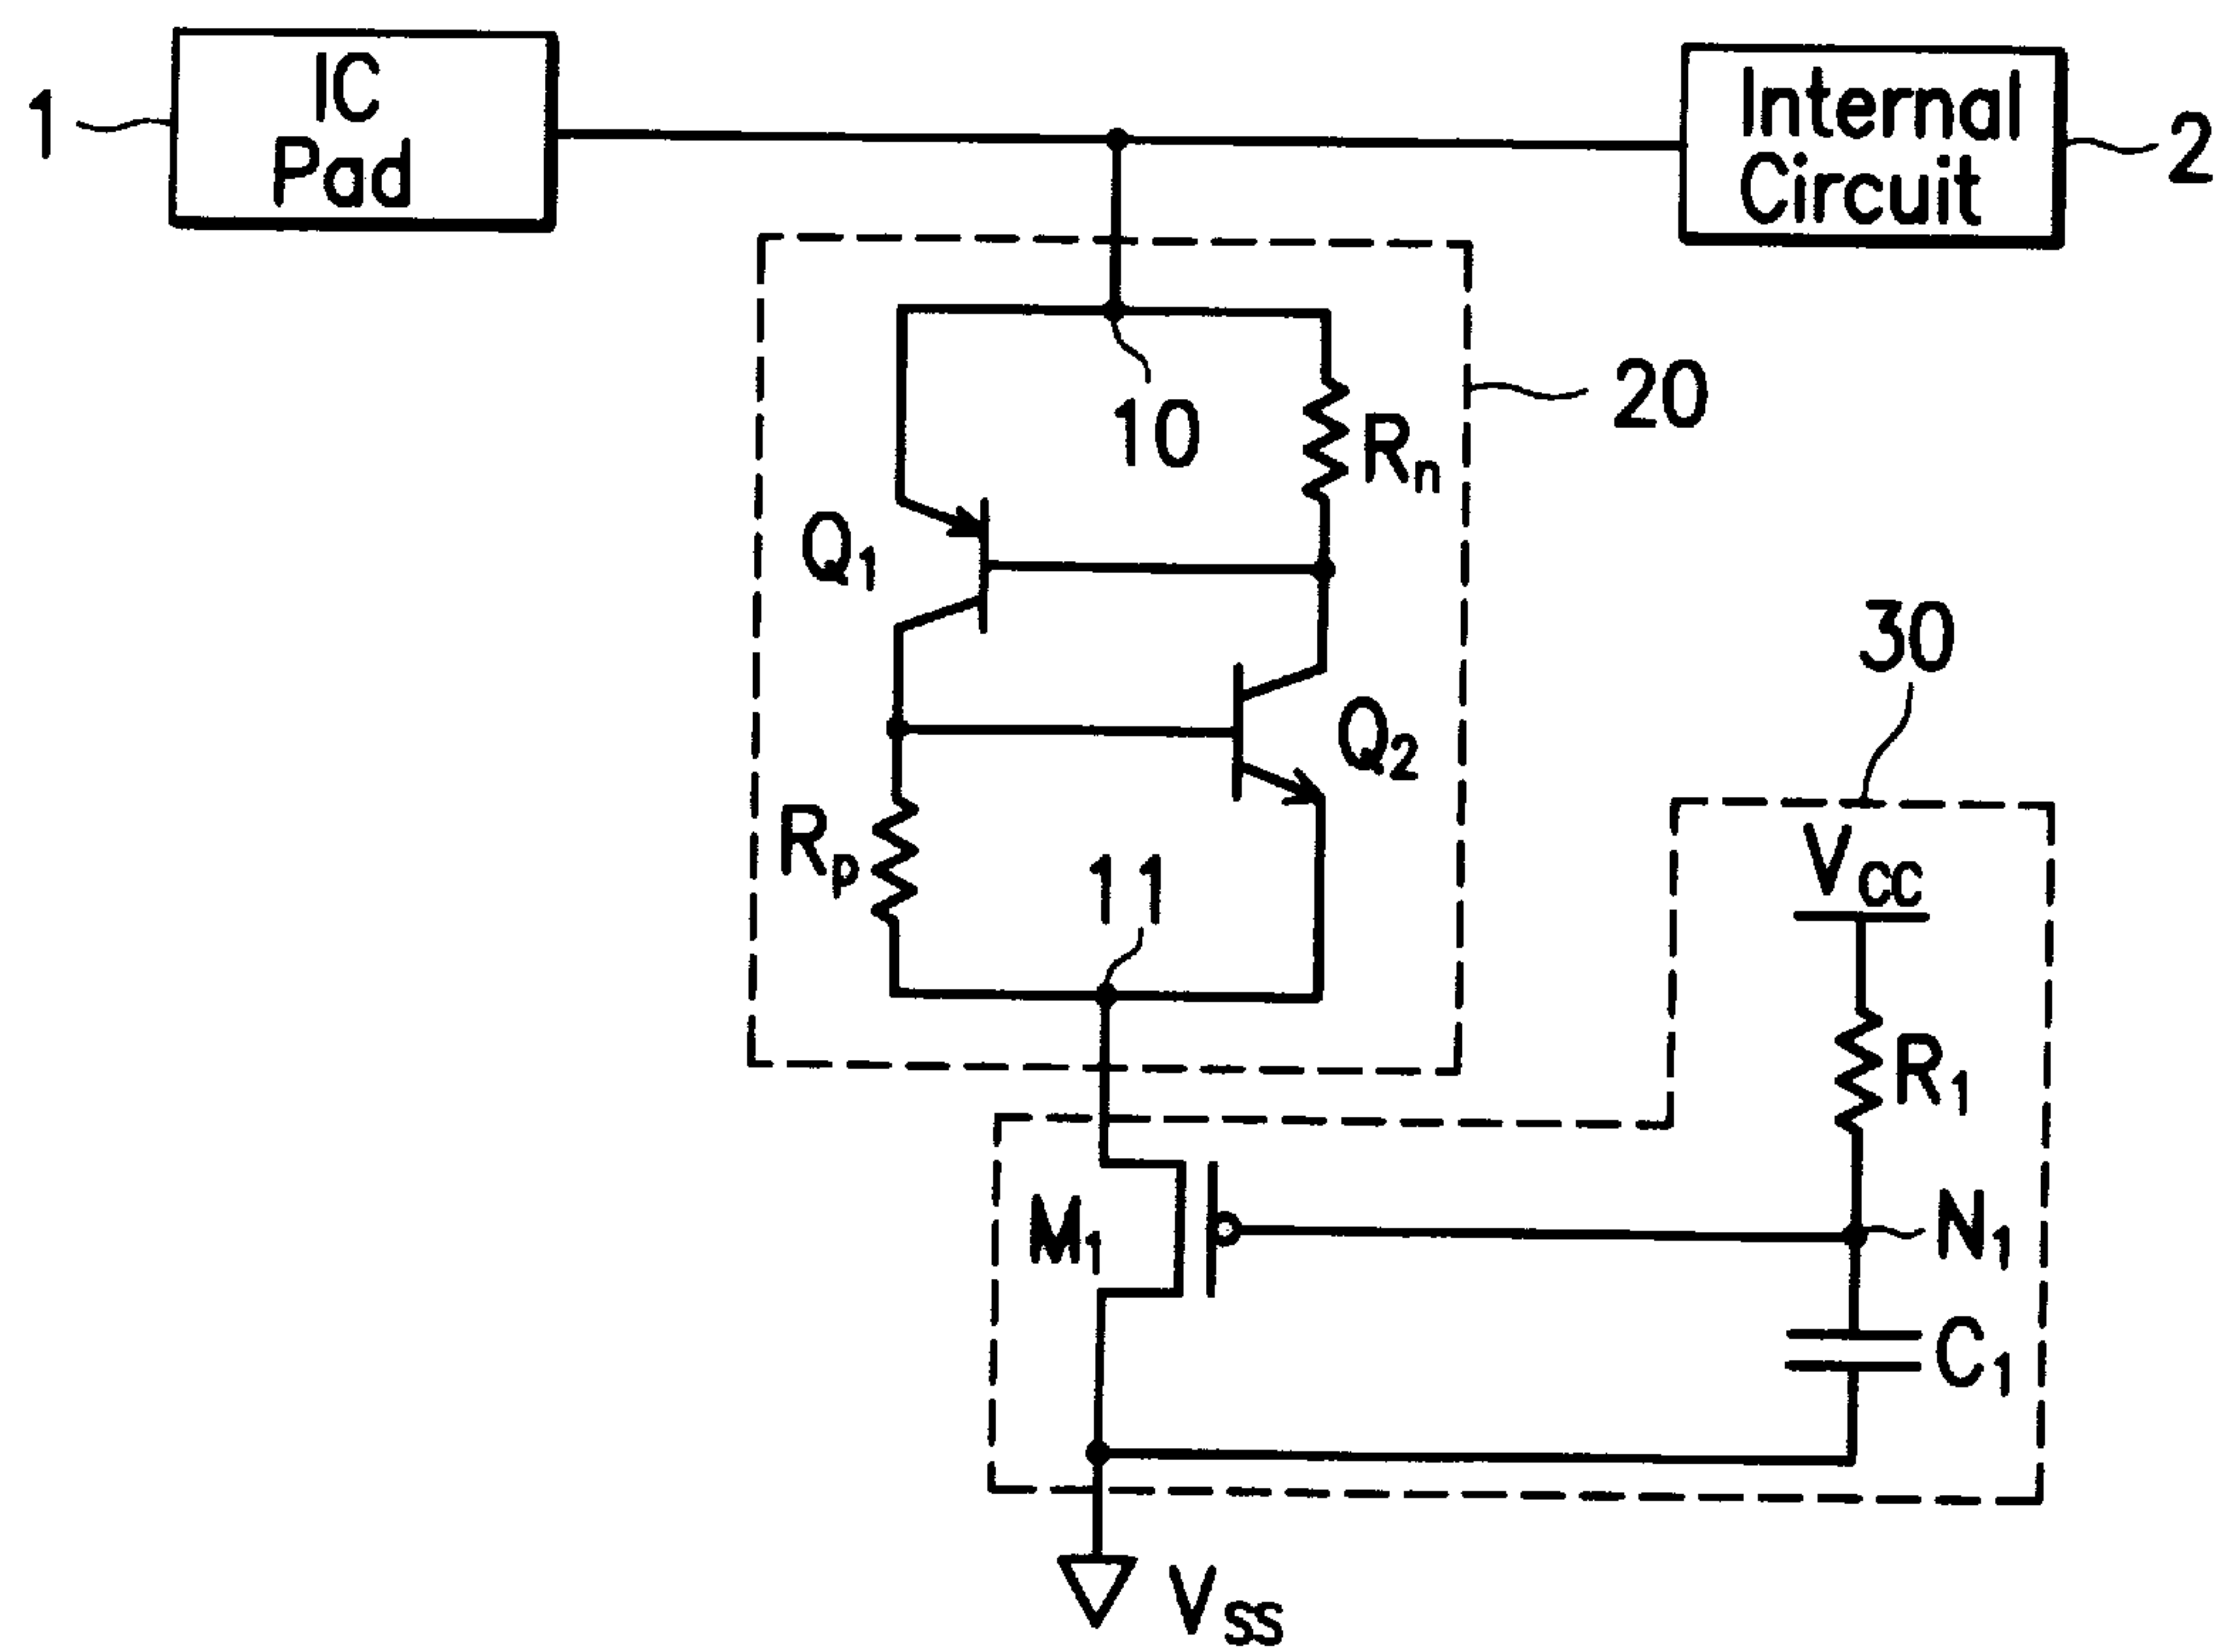 1
IC
Pad
Internal
Circuit
2
10
Rn
20
Q1
Q2
30
Rp
11
VCC
R1
M1
N1
C1
VSS